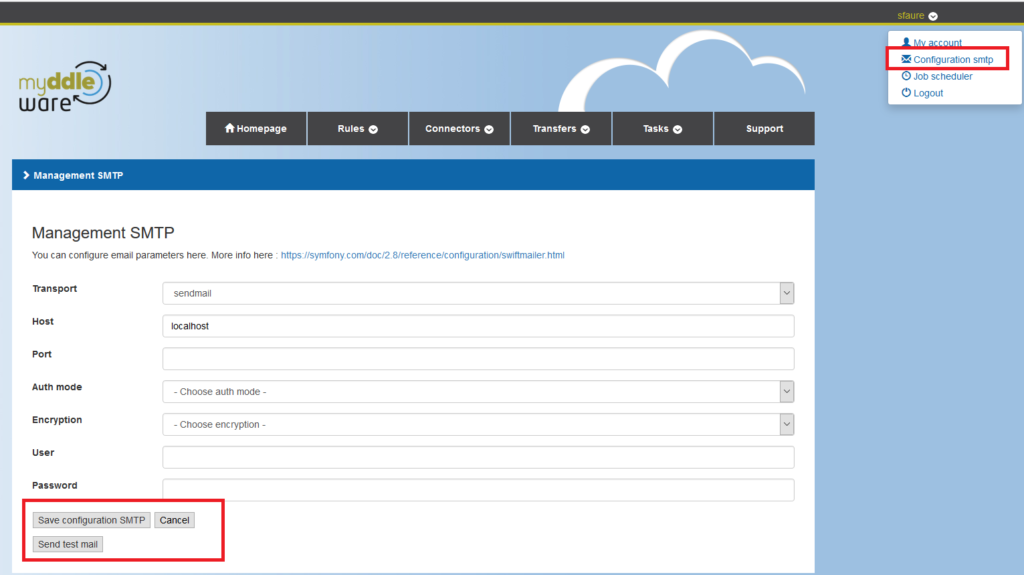 sfaure
My account
Configuration smtp
Job scheduler
Logout
myddle
ware
Homepage Rules Connectors Transfers Tasks Support
Management SMTP
Management SMTP
You can configure email parameters here. More info here : https://symfony.com/doc/2.8/reference/configuration/swiftmailer.html
Transport sendmail
Host localhost
Port
Auth mode - Choose auth mode -
Encryption - Choose encryption -
User
Password
Save configuration SMTP Cancel
Send test mail